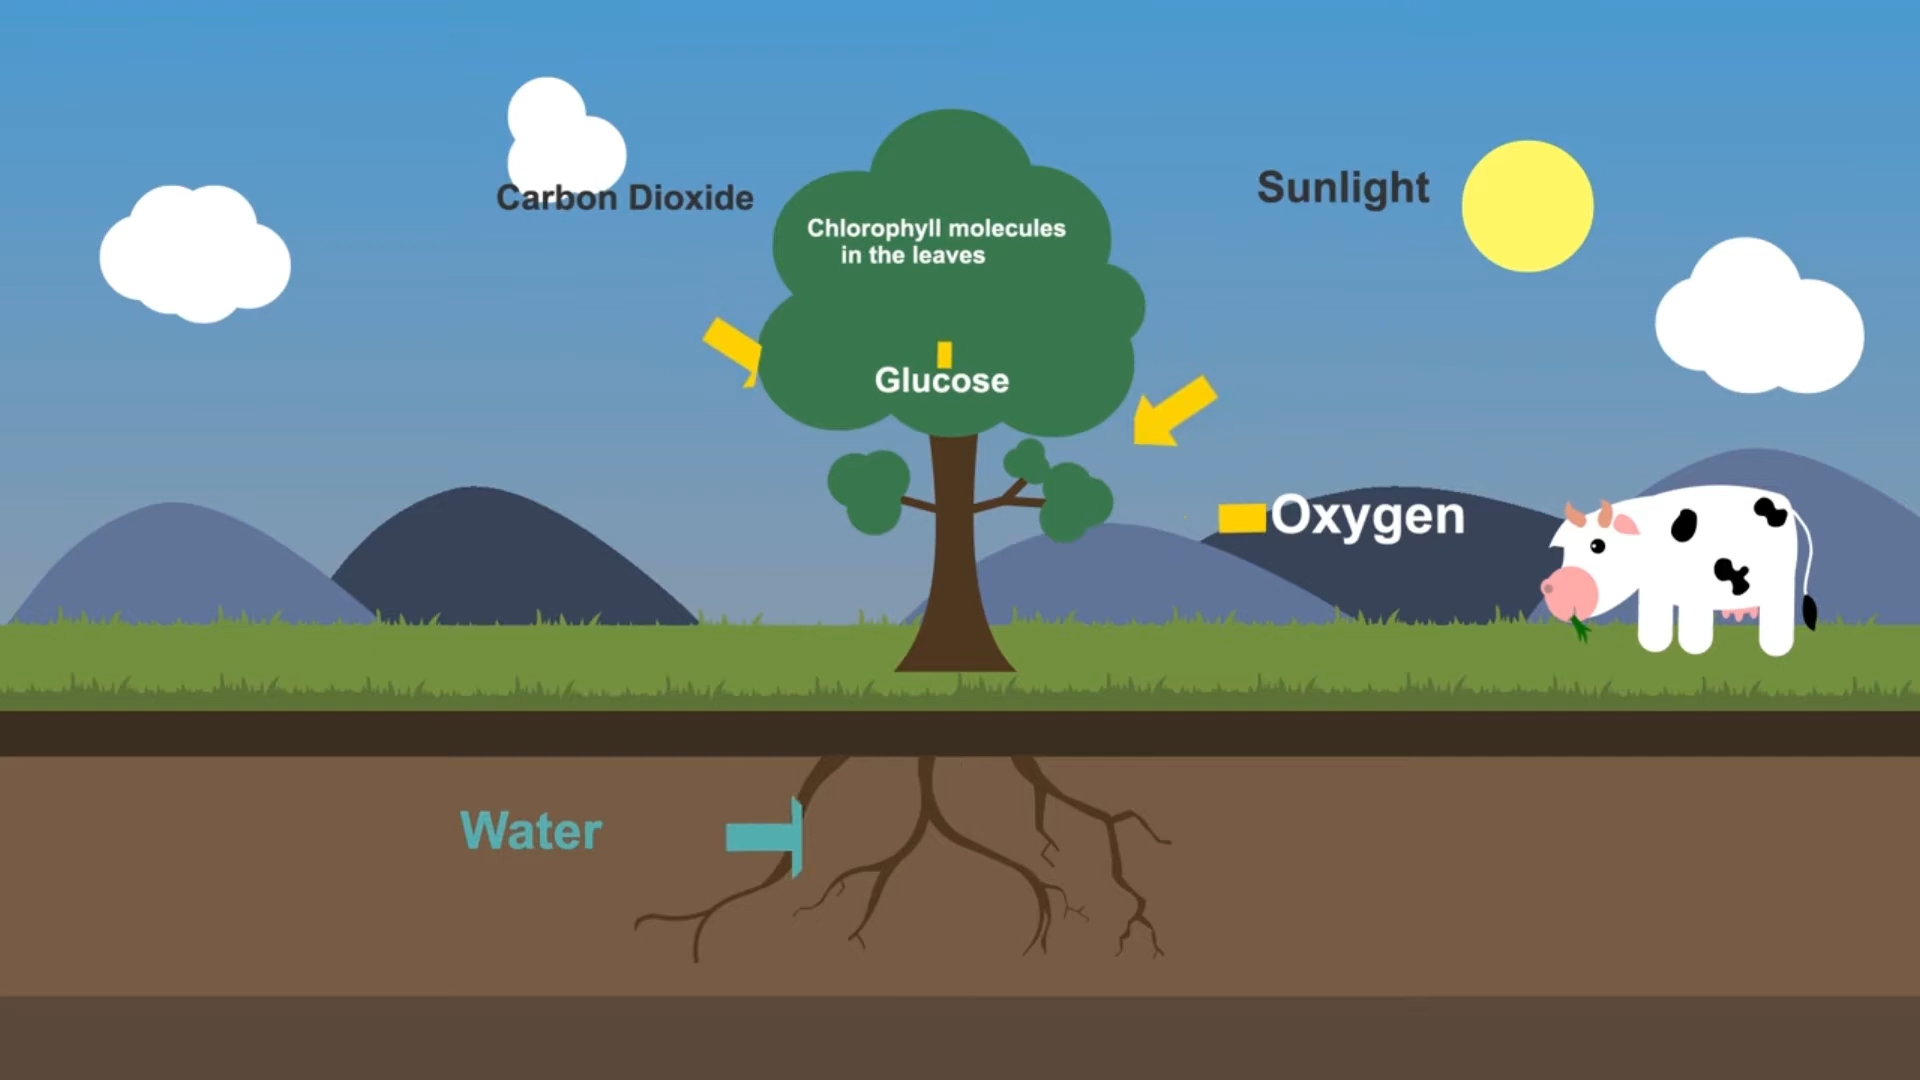 Carbon Dioxide
Sunlight
Chlorophyll molecules
in the leaves
Glucose
Oxygen
Water